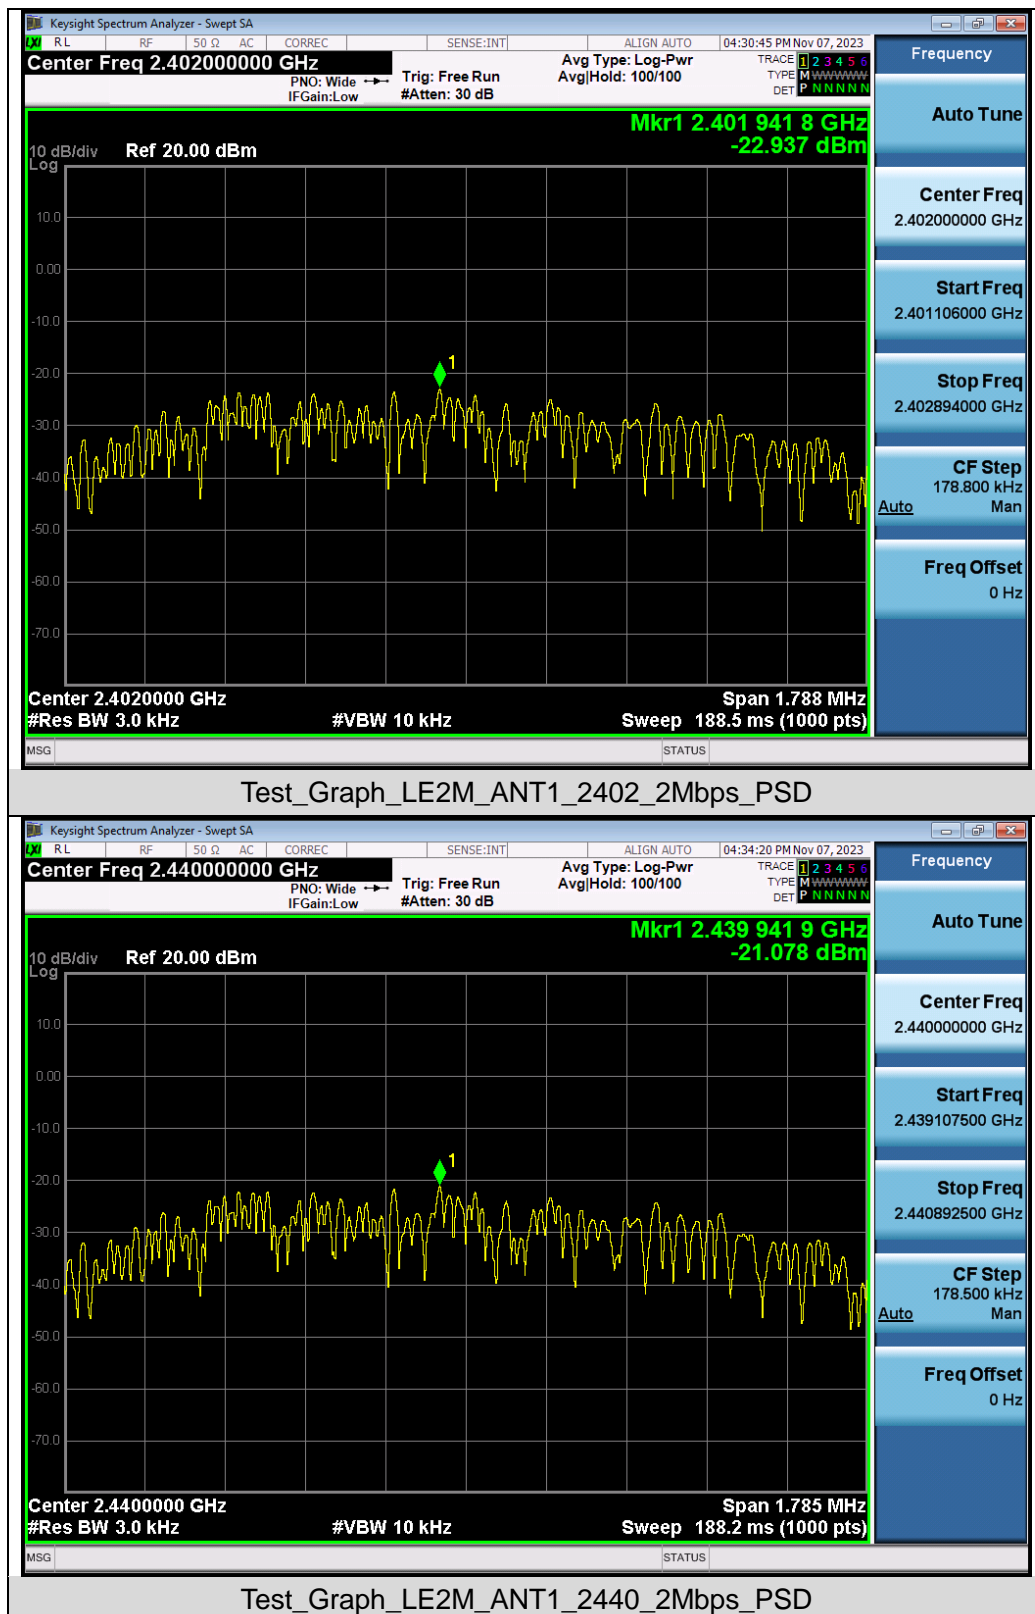 Keysight Spectrum Analyzer - Swept SA
LXI RL RF 50 Ω AC CORREC SENSE:INT ALIGN AUTO 04:30:45 PM Nov 07, 2023
Center Freq 2.402000000 GHz
PNO: Wide
IFGain:Low
Trig: Free Run
#Atten: 30 dB
Avg Type: Log-Pwr
Avg|Hold: 100/100
TRACE 1 2 3 4 5 6
TYPE M W W W W W
DET P N N N N N
Mkr1 2.401 941 8 GHz
-22.937 dBm
10 dB/div Ref 20.00 dBm
Log
10.0
0.00
-10.0
-20.0
-30.0
-40.0
-50.0
-60.0
-70.0
1
Center 2.4020000 GHz Span 1.788 MHz
#Res BW 3.0 kHz #VBW 10 kHz Sweep 188.5 ms (1000 pts)
MSG STATUS
Frequency
Auto Tune
Center Freq
2.402000000 GHz
Start Freq
2.401106000 GHz
Stop Freq
2.402894000 GHz
CF Step
178.800 kHz
Auto Man
Freq Offset
0 Hz
Test_Graph_LE2M_ANT1_2402_2Mbps_PSD
Keysight Spectrum Analyzer - Swept SA
LXI RL RF 50 Ω AC CORREC SENSE:INT ALIGN AUTO 04:34:20 PM Nov 07, 2023
Center Freq 2.440000000 GHz
PNO: Wide
IFGain:Low
Trig: Free Run
#Atten: 30 dB
Avg Type: Log-Pwr
Avg|Hold: 100/100
TRACE 1 2 3 4 5 6
TYPE M W W W W W
DET P N N N N N
Mkr1 2.439 941 9 GHz
-21.078 dBm
10 dB/div Ref 20.00 dBm
Log
10.0
0.00
-10.0
-20.0
-30.0
-40.0
-50.0
-60.0
-70.0
1
Center 2.4400000 GHz Span 1.785 MHz
#Res BW 3.0 kHz #VBW 10 kHz Sweep 188.2 ms (1000 pts)
MSG STATUS
Frequency
Auto Tune
Center Freq
2.440000000 GHz
Start Freq
2.439107500 GHz
Stop Freq
2.440892500 GHz
CF Step
178.500 kHz
Auto Man
Freq Offset
0 Hz
Test_Graph_LE2M_ANT1_2440_2Mbps_PSD